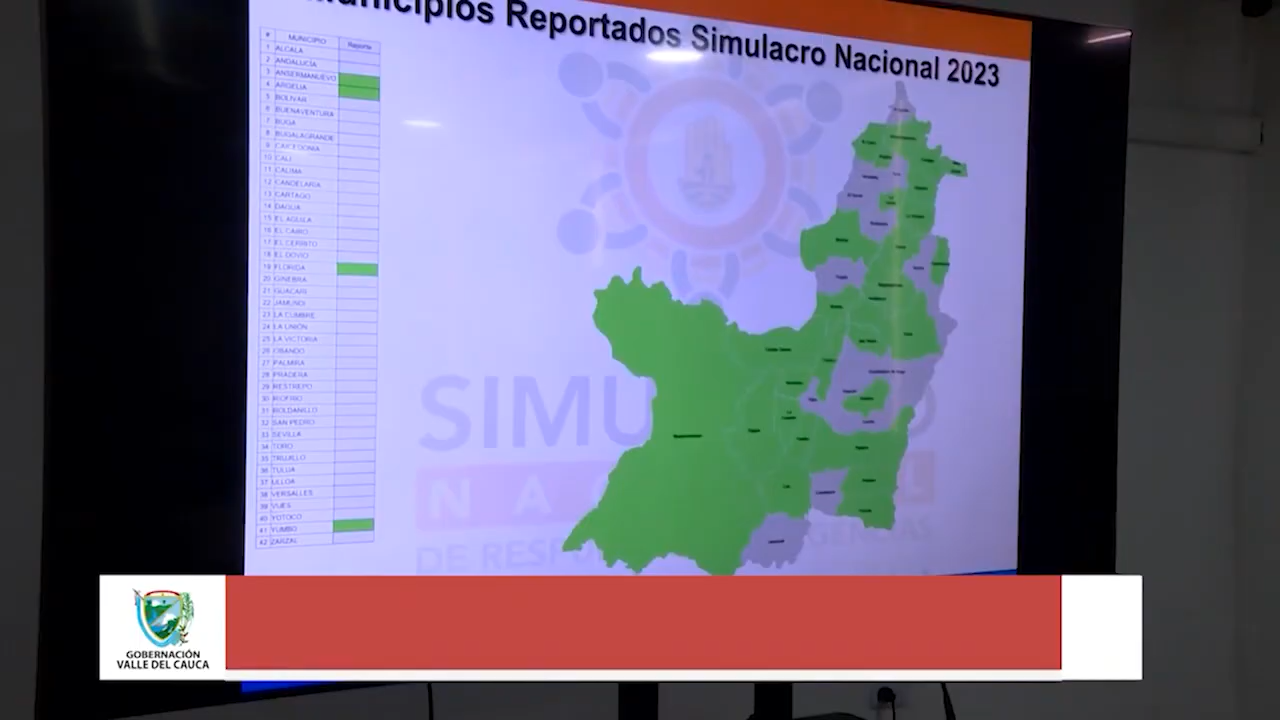 Municipios Reportados Simulacro Nacional 2023
# MUNICIPIO Reporte
1 ALCALA
2 ANDALUCÍA
3 ANSERMANUEVO
4 ARGELIA
5 BOLIVAR
6 BUENAVENTURA
7 BUGA
8 BUGALAGRANDE
9 CAICEDONIA
10 CALI
11 CALIMA
12 CANDELARIA
13 CARTAGO
14 DAGUA
15 EL AGUILA
16 EL CAIRO
17 EL CERRITO
18 EL DOVIO
19 FLORIDA
20 GINEBRA
21 GUACARI
22 JAMUNDI
23 LA CUMBRE
24 LA UNIÓN
25 LA VICTORIA
26 OBANDO
27 PALMIRA
28 PRADERA
29 RESTREPO
30 RIOFRIO
31 ROLDANILLO
32 SAN PEDRO
33 SEVILLA
34 TORO
35 TRUJILLO
36 TULUA
37 ULLOA
38 VERSALLES
39 VIJES
40 YOTOCO
41 YUMBO
42 ZARZAL
SIMU
NA
DE RESP
GOBERNACIÓN
VALLE DEL CAUCA